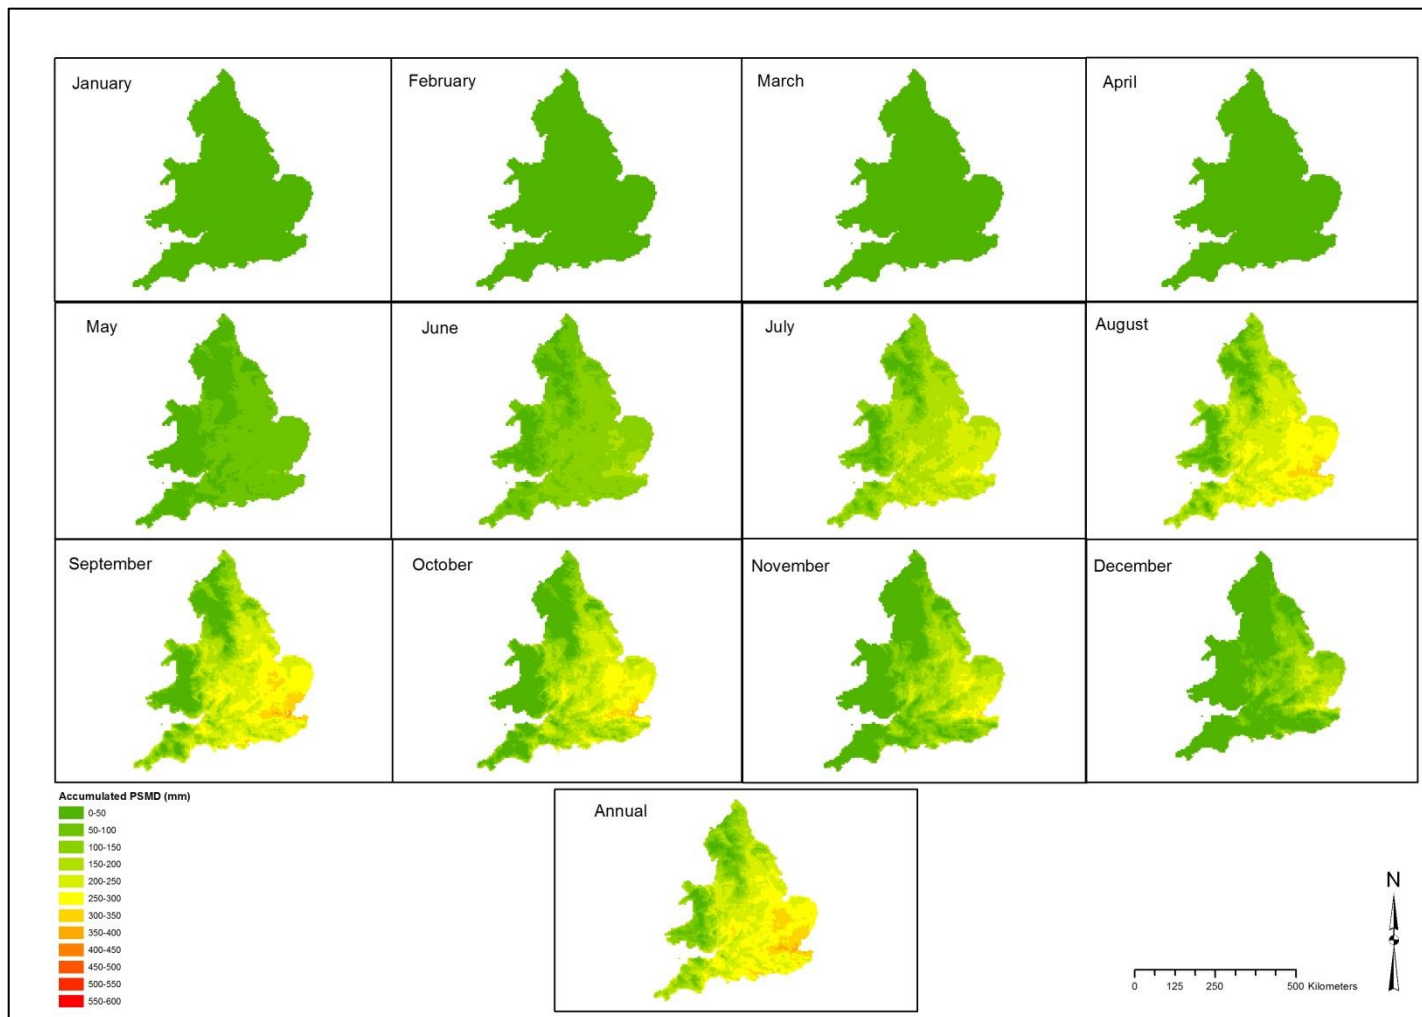 January
February
March
April
May
June
July
August
September
October
November
December
Accumulated PSMD (mm)
0-50
50-100
100-150
150-200
200-250
250-300
300-350
350-400
400-450
450-500
500-550
550-600
Annual
N
0 125 250 500 Kilometers